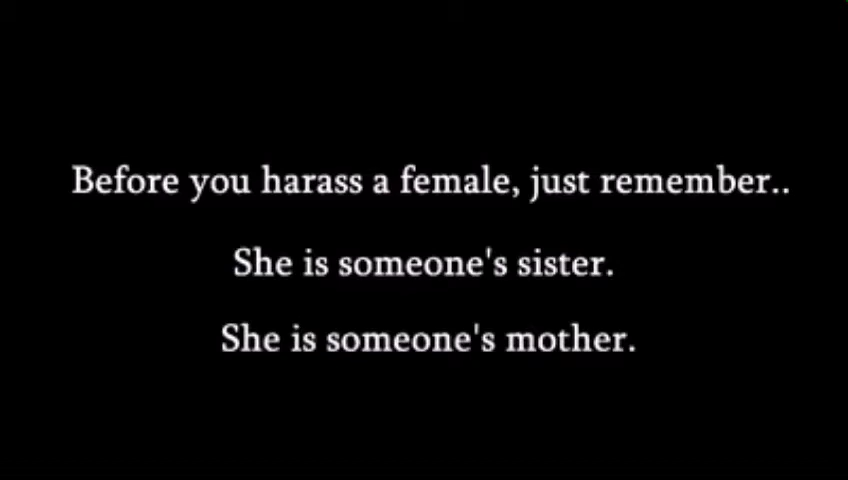 Before you harass a female, just remember..
She is someone's sister.
She is someone's mother.